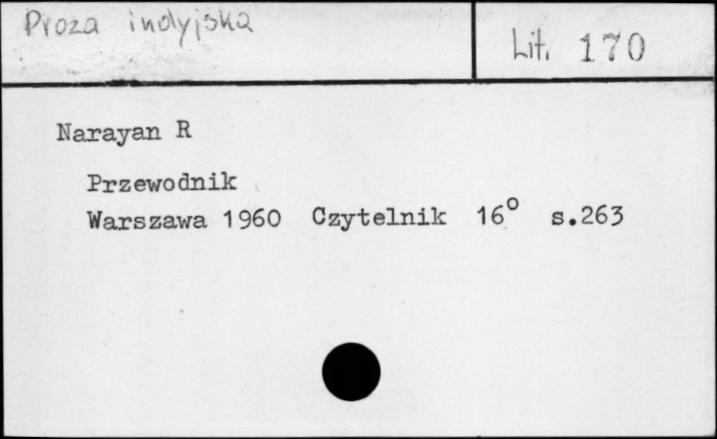 Proza indyjska
Lit. 170
Narayan R
Przewodnik
Warszawa 1960 Czytelnik 16° s.263